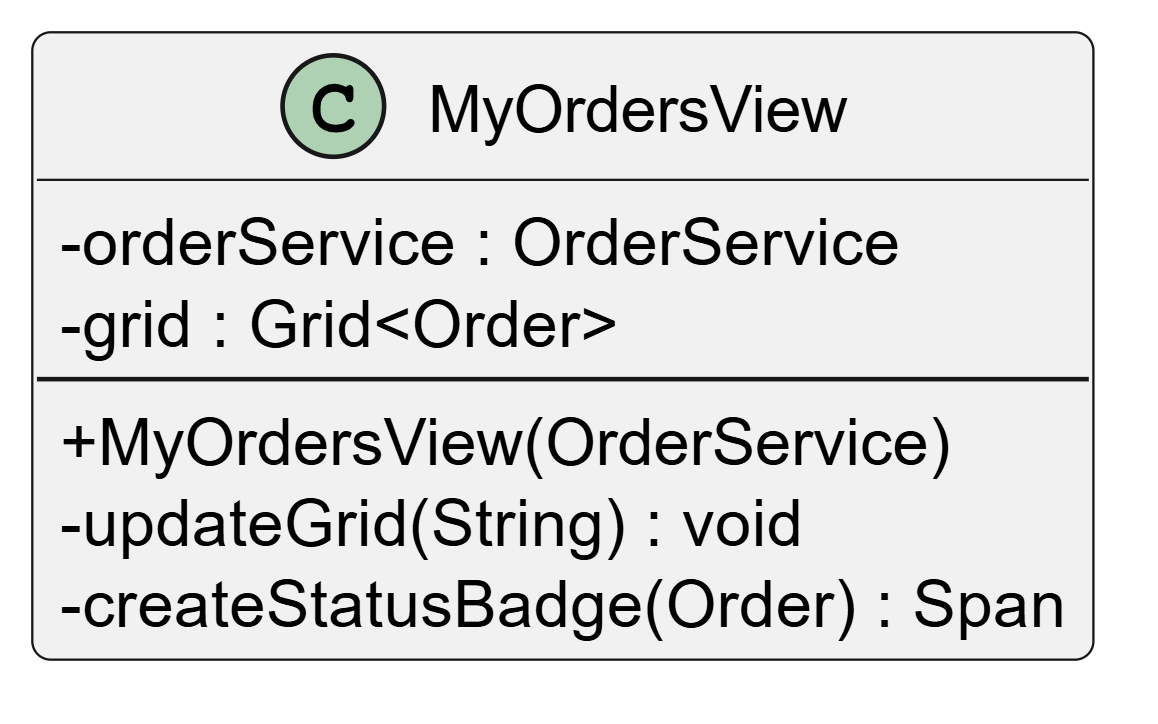 C MyOrdersView
-orderService : OrderService
-grid : Grid<Order>
+MyOrdersView(OrderService)
-updateGrid(String) : void
-createStatusBadge(Order) : Span